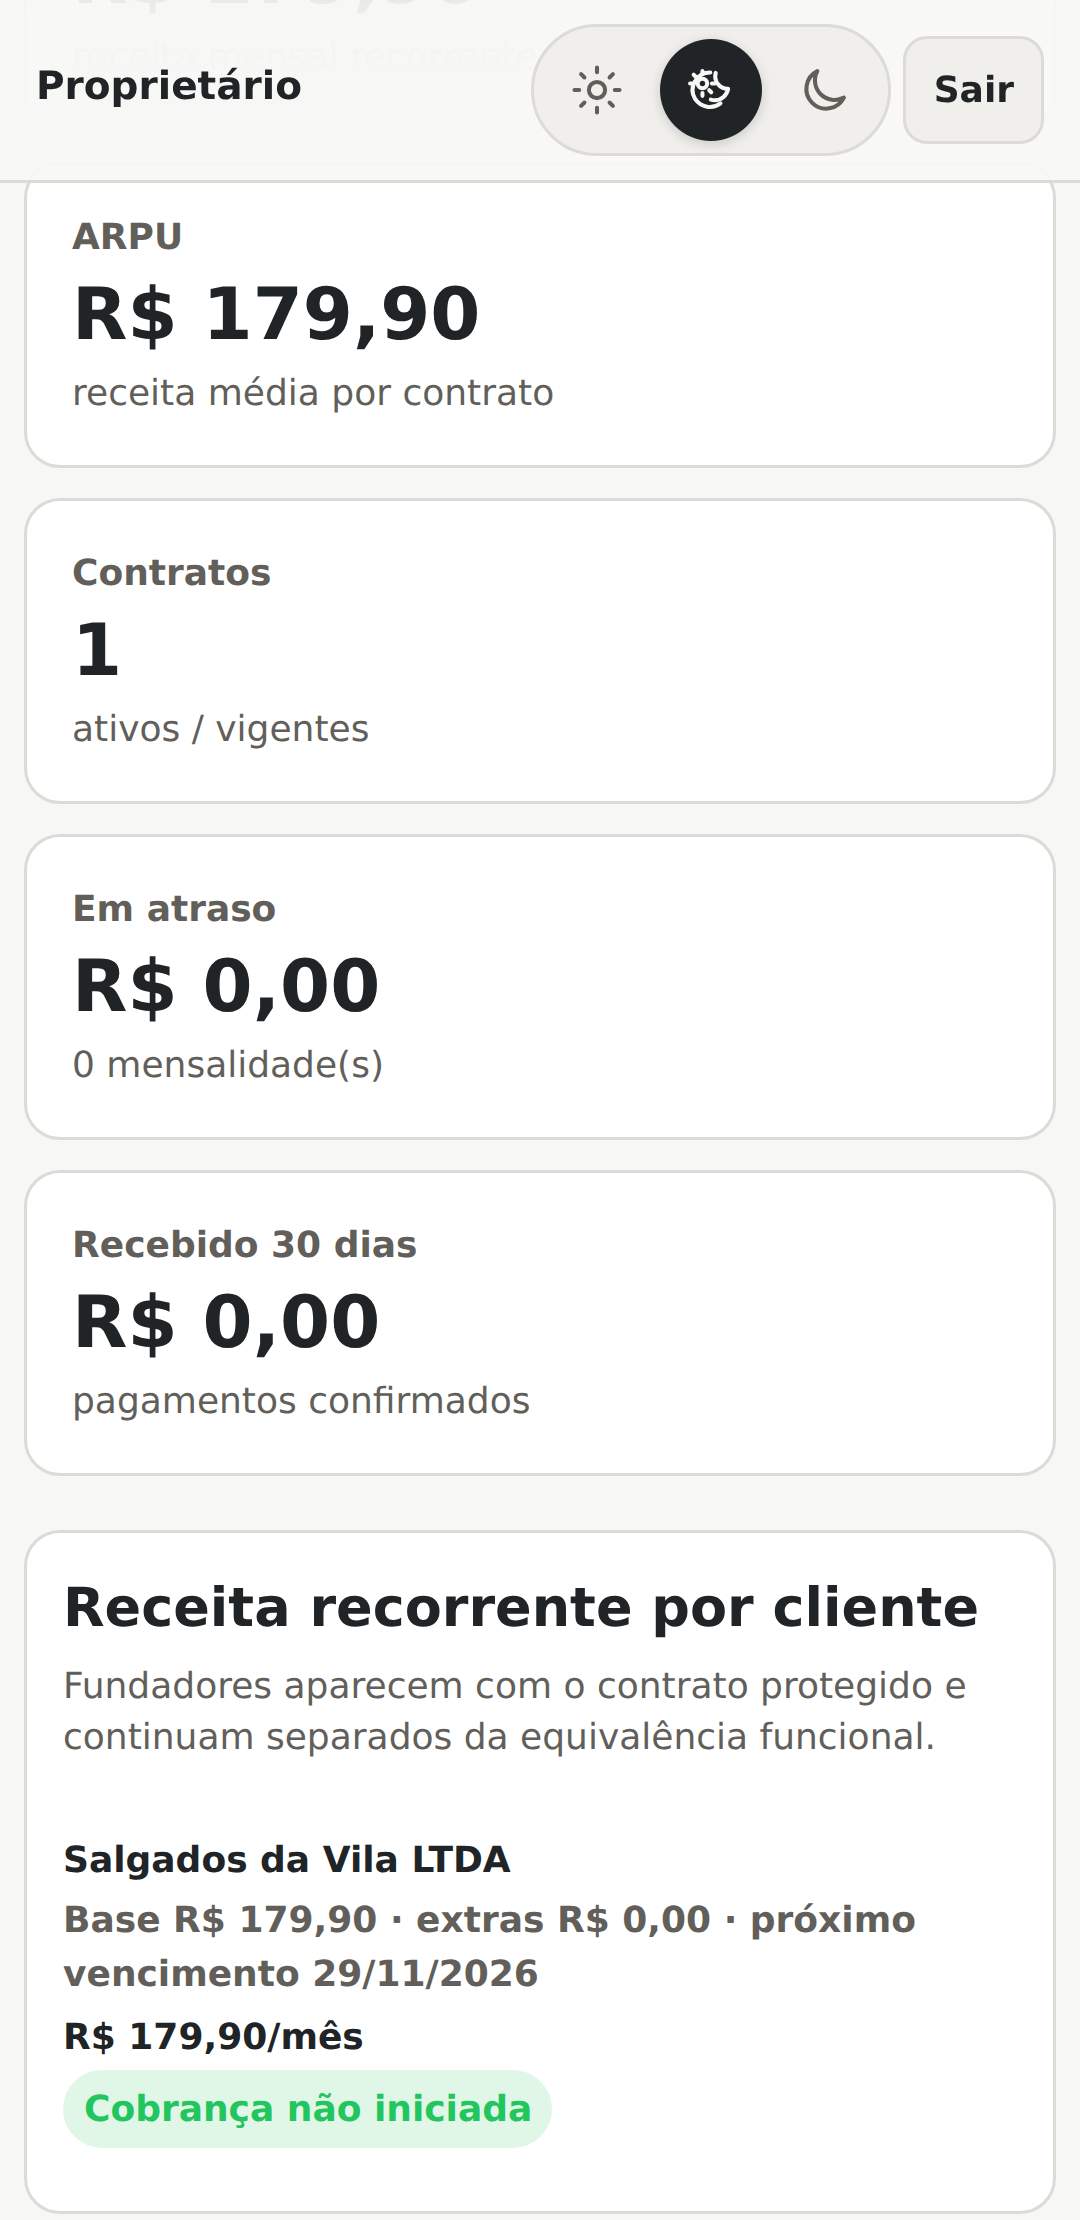 receita mensal recorrente
Proprietário
Sair
ARPU
R$ 179,90
receita média por contrato
Contratos
1
ativos / vigentes
Em atraso
R$ 0,00
0 mensalidade(s)
Recebido 30 dias
R$ 0,00
pagamentos confirmados
Receita recorrente por cliente
Fundadores aparecem com o contrato protegido e
continuam separados da equivalência funcional.
Salgados da Vila LTDA
Base R$ 179,90 · extras R$ 0,00 · próximo
vencimento 29/11/2026
R$ 179,90/mês
Cobrança não iniciada